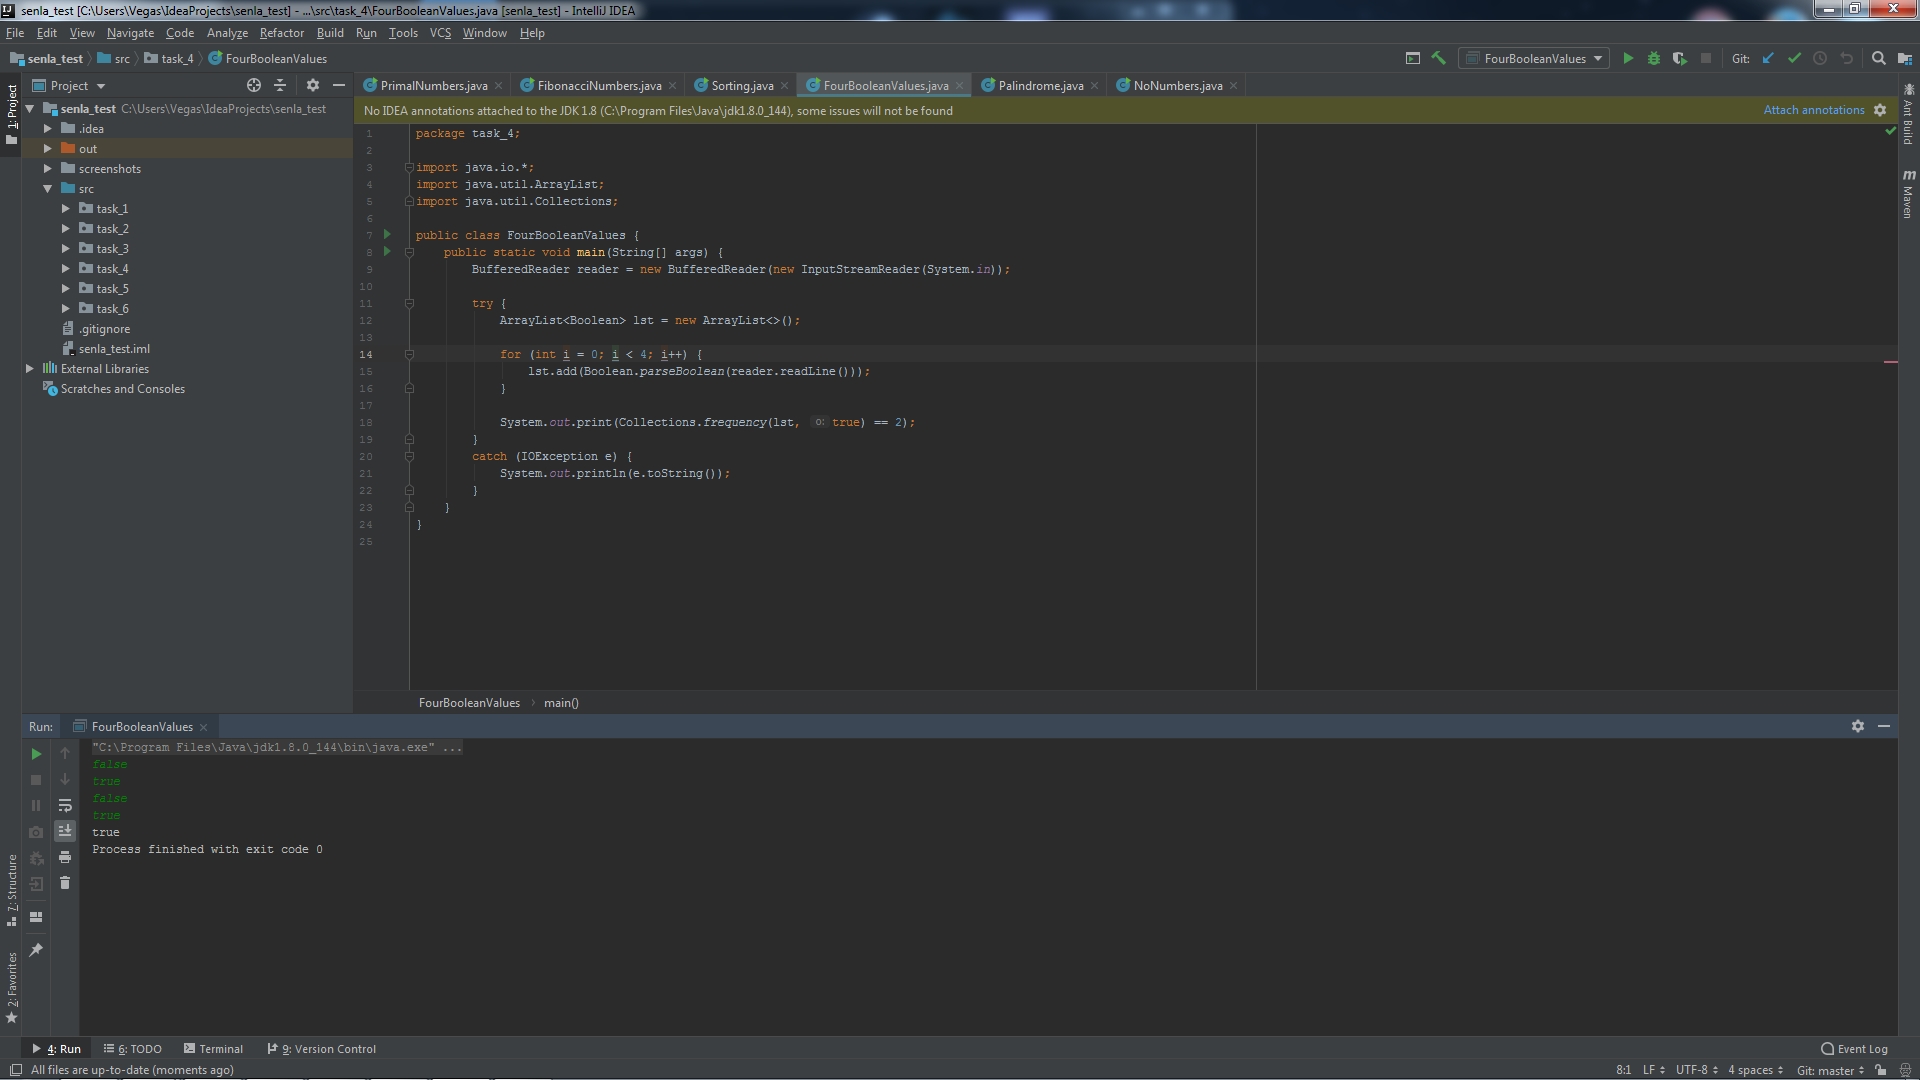 senla_test [C:\Users\Vegas\IdeaProjects\senla_test] - ...\src\task_4\FourBooleanValues.java [senla_test] - IntelliJ IDEA
File Edit View Navigate Code Analyze Refactor Build Run Tools VCS Window Help
senla_test src task_4 FourBooleanValues
FourBooleanValues Git:
Project
PrimalNumbers.java FibonacciNumbers.java Sorting.java FourBooleanValues.java Palindrome.java NoNumbers.java
1: Project
senla_test C:\Users\Vegas\IdeaProjects\senla_test
.idea
out
screenshots
src
task_1
task_2
task_3
task_4
task_5
task_6
.gitignore
senla_test.iml
External Libraries
Scratches and Consoles
No IDEA annotations attached to the JDK 1.8 (C:\Program Files\Java\jdk1.8.0_144), some issues will not be found Attach annotations
1 package task_4;
2
3 import java.io.*;
4 import java.util.ArrayList;
5 import java.util.Collections;
6
7 public class FourBooleanValues {
8 public static void main(String[] args) {
9 BufferedReader reader = new BufferedReader(new InputStreamReader(System.in));
10
11 try {
12 ArrayList<Boolean> lst = new ArrayList<>();
13
14 for (int i = 0; i < 4; i++) {
15 lst.add(Boolean.parseBoolean(reader.readLine()));
16 }
17
18 System.out.print(Collections.frequency(lst, o: true) == 2);
19 }
20 catch (IOException e) {
21 System.out.println(e.toString());
22 }
23 }
24 }
25
Ant Build
m Maven
FourBooleanValues main()
Run: FourBooleanValues
"C:\Program Files\Java\jdk1.8.0_144\bin\java.exe" ...
false
true
false
true
true
Process finished with exit code 0
7: Structure
2: Favorites
4: Run 6: TODO Terminal 9: Version Control Event Log
All files are up-to-date (moments ago) 8:1 LF UTF-8 4 spaces Git: master